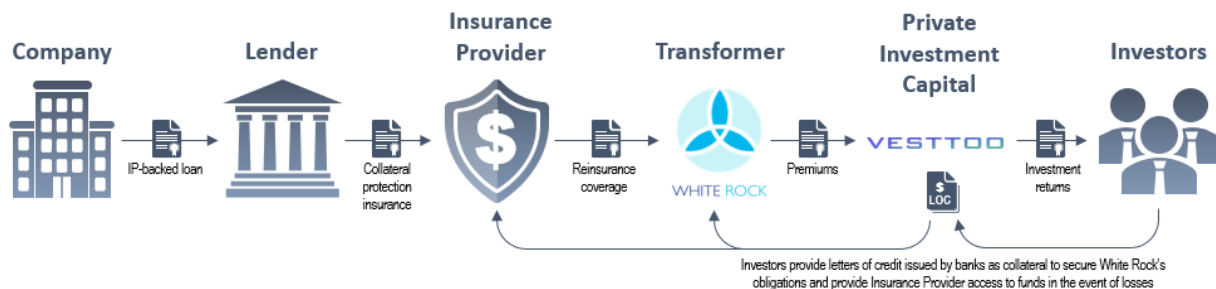 Company
Lender
Insurance
Provider
Transformer
Private
Investment
Capital
Investors
$
IP-backed loan
Collateral
protection
insurance
Reinsurance
coverage
WHITE ROCK
Premiums
VESTTOO
Investment
returns
$
LOC
Investors provide letters of credit issued by banks as collateral to secure White Rock's
obligations and provide Insurance Provider access to funds in the event of losses